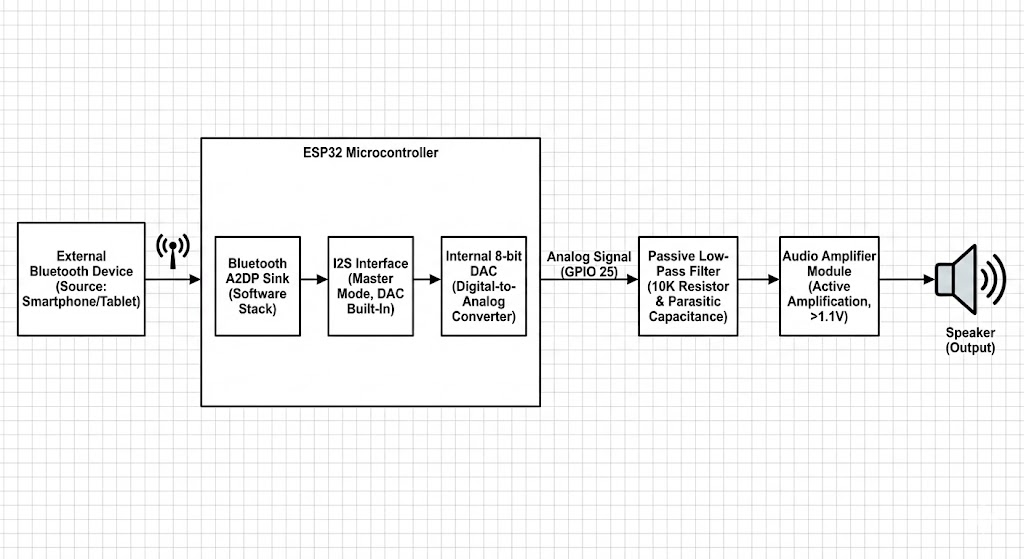 ESP32 Microcontroller
External
Bluetooth Device
(Source:
Smartphone/Tablet)
Bluetooth
A2DP Sink
(Software
Stack)
I2S Interface
(Master
Mode, DAC
Built-In)
Internal 8-bit
DAC
(Digital-to-
Analog
Converter)
Analog Signal
(GPIO 25)
Passive Low-
Pass Filter
(10K Resistor
& Parasitic
Capacitance)
Audio Amplifier
Module
(Active
Amplification,
>1.1V)
Speaker
(Output)